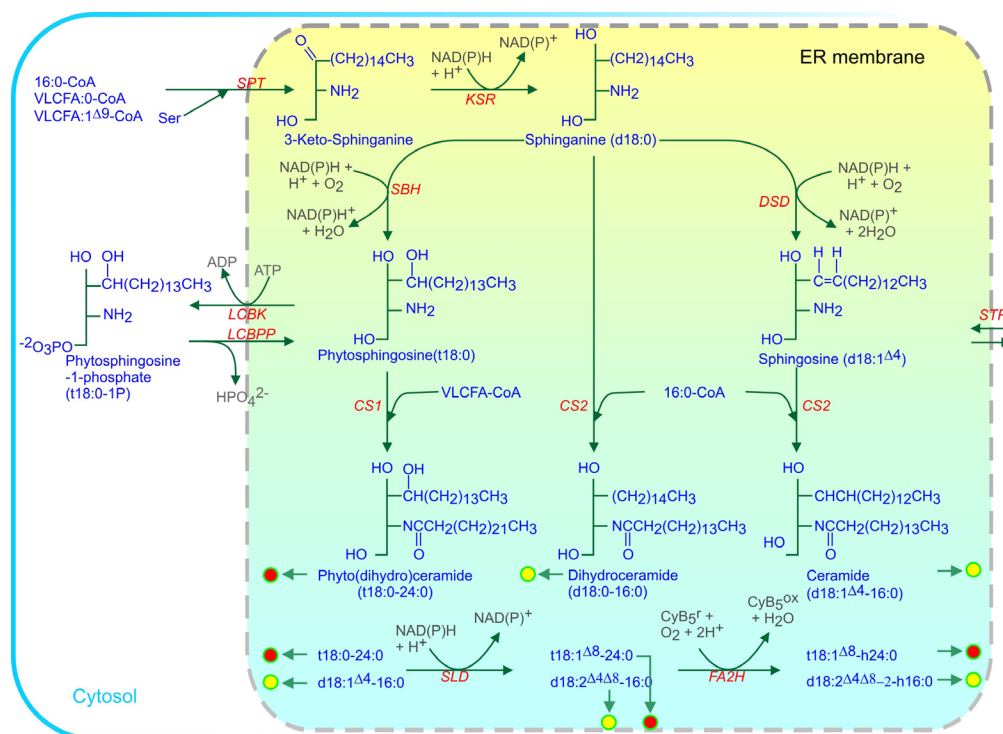 ER membrane
16:0-CoA
VLCFA:0-CoA
VLCFA:1Δ9-CoA
Ser
SPT
O
(CH2)14CH3
NH2
HO
3-Keto-Sphinganine
NAD(P)H
+ H+
NAD(P)+
KSR
HO
(CH2)14CH3
NH2
HO
Sphinganine (d18:0)
NAD(P)H +
H+ + O2
SBH
NAD(P)H+
+ H2O
NAD(P)H +
H+ + O2
DSD
NAD(P)+
+ 2H2O
HO OH
CH(CH2)13CH3
NH2
-2O3PO
Phytosphingosine
-1-phosphate
(t18:0-1P)
ADP
ATP
LCBK
LCBPP
HPO42-
HO OH
CH(CH2)13CH3
NH2
HO
Phytosphingosine(t18:0)
HO H H
C=C(CH2)12CH3
NH2
HO
Sphingosine (d18:1Δ4)
CS1
VLCFA-CoA
CS2
16:0-CoA
CS2
HO OH
CH(CH2)13CH3
NCCH2(CH2)21CH3
HO
O
Phyto(dihydro)ceramide
(t18:0-24:0)
HO
(CH2)14CH3
NCCH2(CH2)13CH3
HO
O
Dihydroceramide
(d18:0-16:0)
HO
CHCH(CH2)12CH3
NCCH2(CH2)13CH3
HO
O
Ceramide
(d18:1Δ4-16:0)
t18:0-24:0
d18:1Δ4-16:0
NAD(P)H
+ H+
NAD(P)+
SLD
t18:1Δ8-24:0
d18:2Δ4Δ8-16:0
CyB5r +
O2 + 2H+
CyB5ox
+ H2O
FA2H
t18:1Δ8-h24:0
d18:2Δ4Δ8-2-h16:0
Cytosol